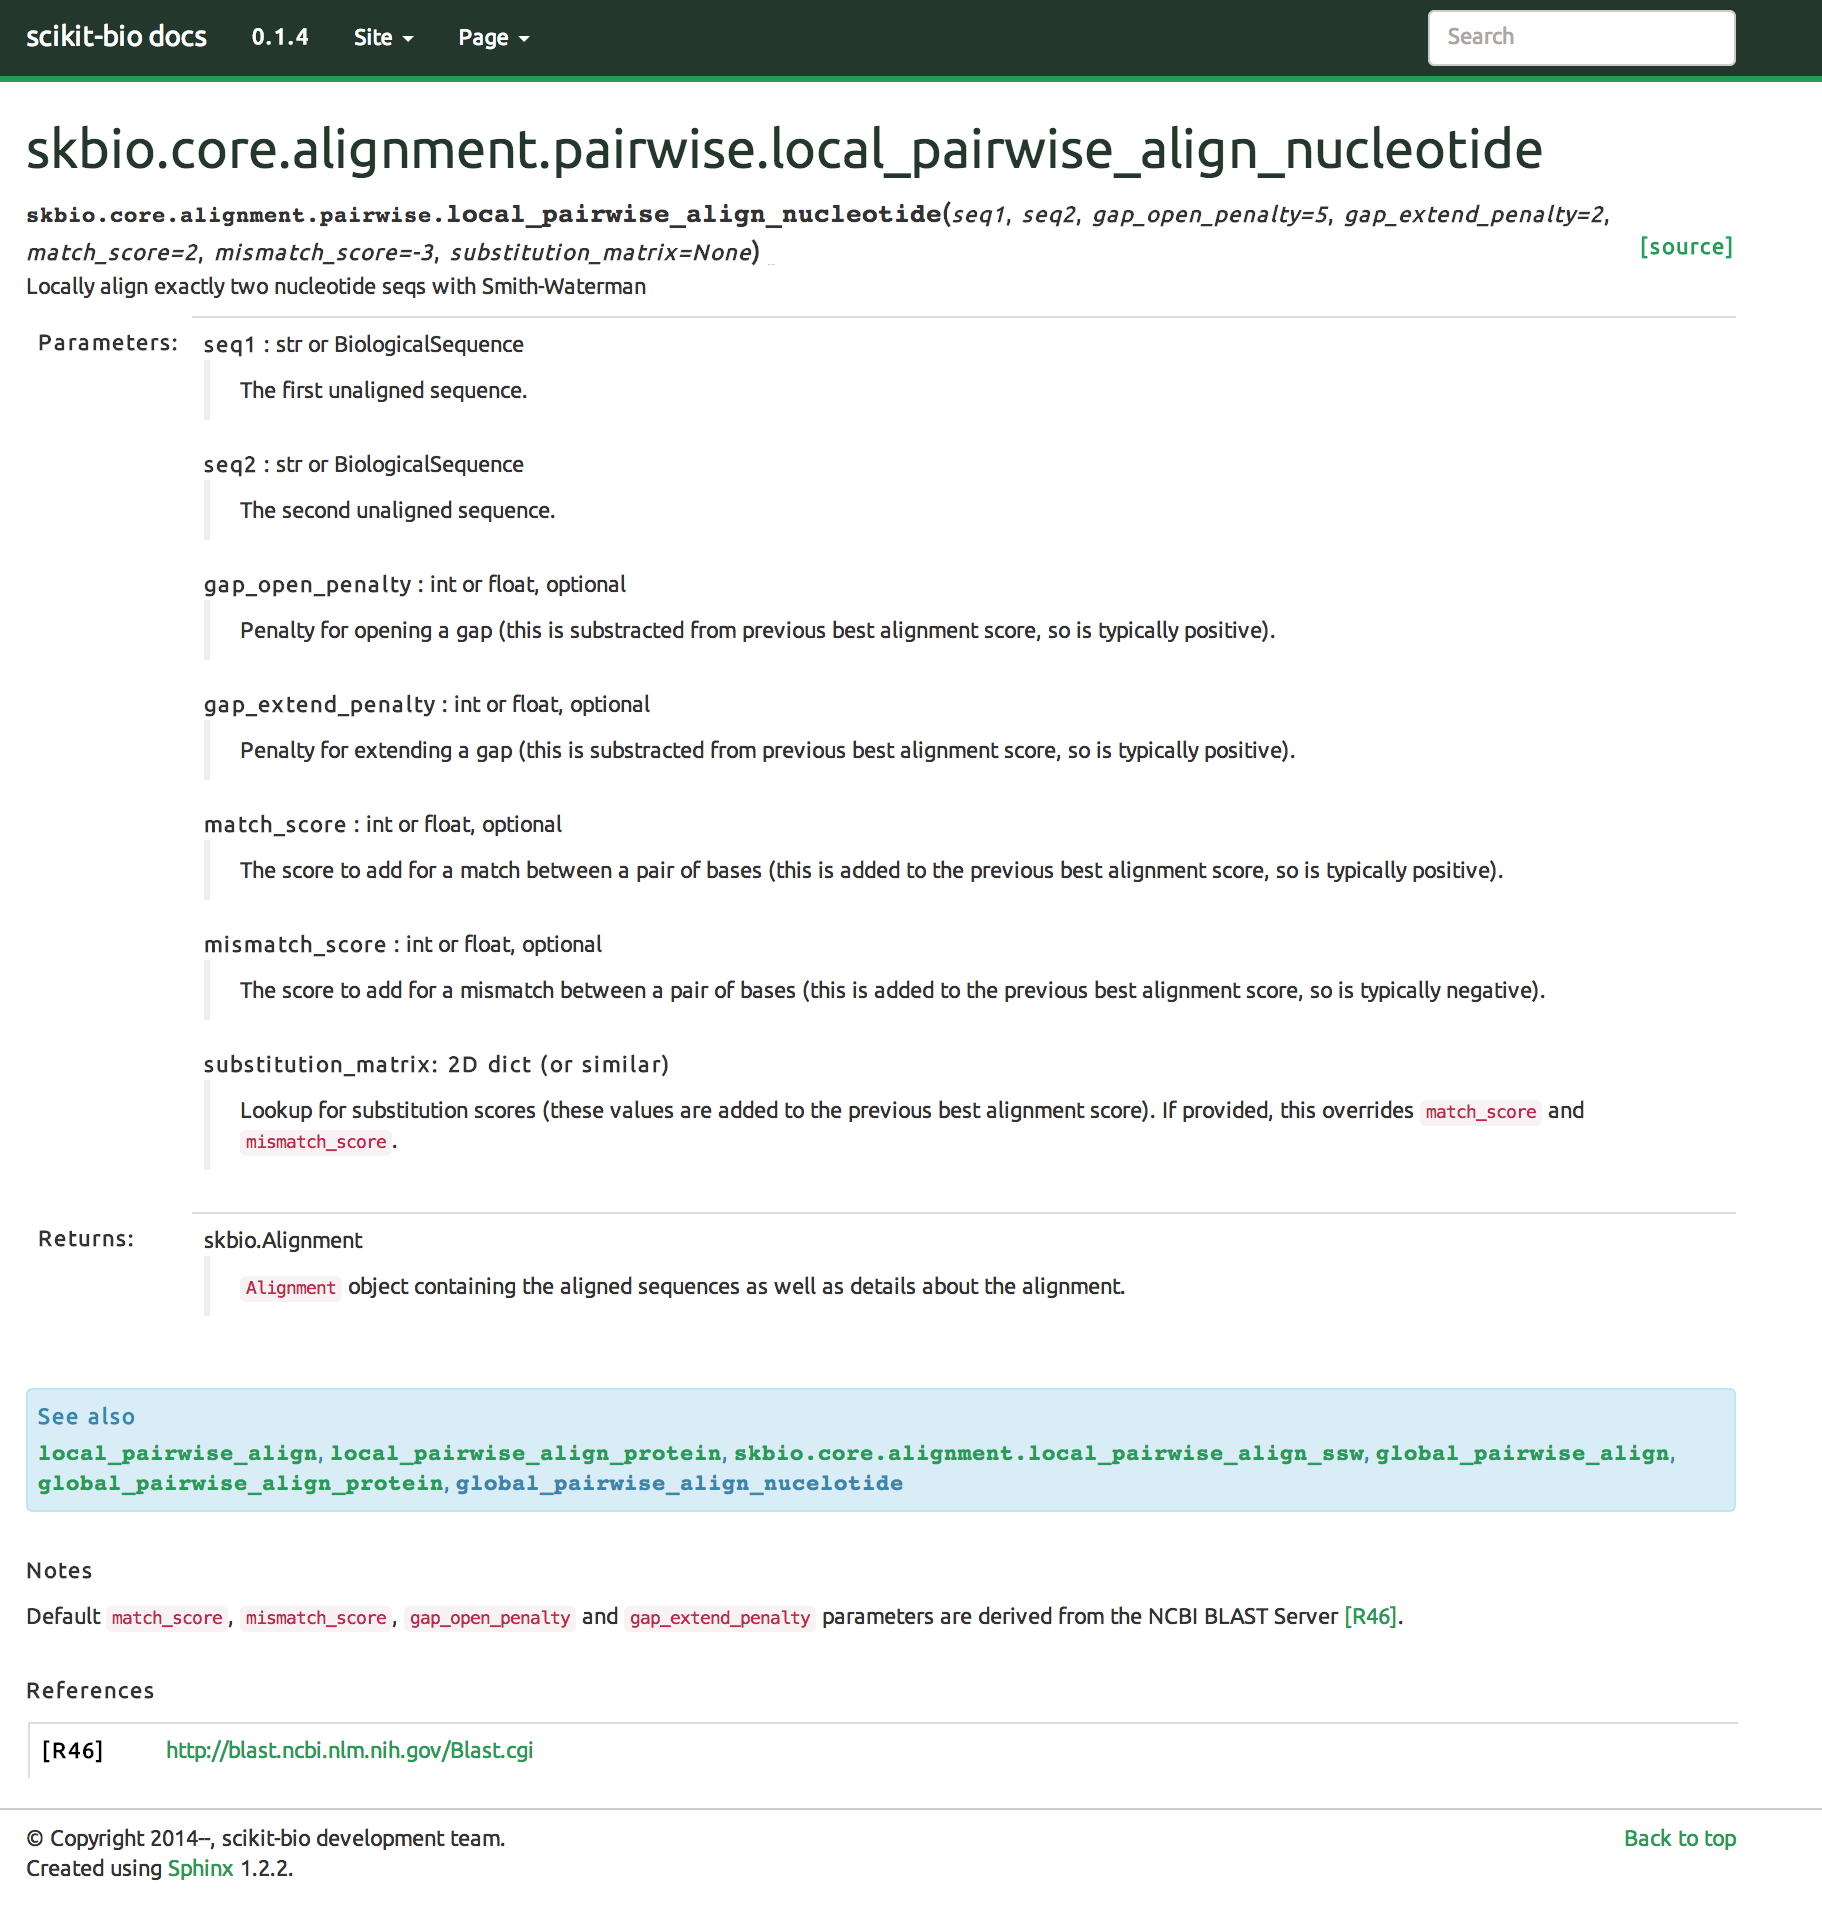 scikit-bio docs 0.1.4 Site Page Search
skbio.core.alignment.pairwise.local_pairwise_align_nucleotide
skbio.core.alignment.pairwise.local_pairwise_align_nucleotide(seq1, seq2, gap_open_penalty=5, gap_extend_penalty=2,
match_score=2, mismatch_score=-3, substitution_matrix=None)
[source]
Locally align exactly two nucleotide seqs with Smith-Waterman
Parameters: seq1 : str or BiologicalSequence
The first unaligned sequence.
seq2 : str or BiologicalSequence
The second unaligned sequence.
gap_open_penalty : int or float, optional
Penalty for opening a gap (this is substracted from previous best alignment score, so is typically positive).
gap_extend_penalty : int or float, optional
Penalty for extending a gap (this is substracted from previous best alignment score, so is typically positive).
match_score : int or float, optional
The score to add for a match between a pair of bases (this is added to the previous best alignment score, so is typically positive).
mismatch_score : int or float, optional
The score to add for a mismatch between a pair of bases (this is added to the previous best alignment score, so is typically negative).
substitution_matrix: 2D dict (or similar)
Lookup for substitution scores (these values are added to the previous best alignment score). If provided, this overrides match_score and
mismatch_score.
Returns: skbio.Alignment
Alignment object containing the aligned sequences as well as details about the alignment.
See also
local_pairwise_align, local_pairwise_align_protein, skbio.core.alignment.local_pairwise_align_ssw, global_pairwise_align,
global_pairwise_align_protein, global_pairwise_align_nucelotide
Notes
Default match_score, mismatch_score, gap_open_penalty and gap_extend_penalty parameters are derived from the NCBI BLAST Server [R46].
References
[R46] http://blast.ncbi.nlm.nih.gov/Blast.cgi
© Copyright 2014--, scikit-bio development team. Back to top
Created using Sphinx 1.2.2.